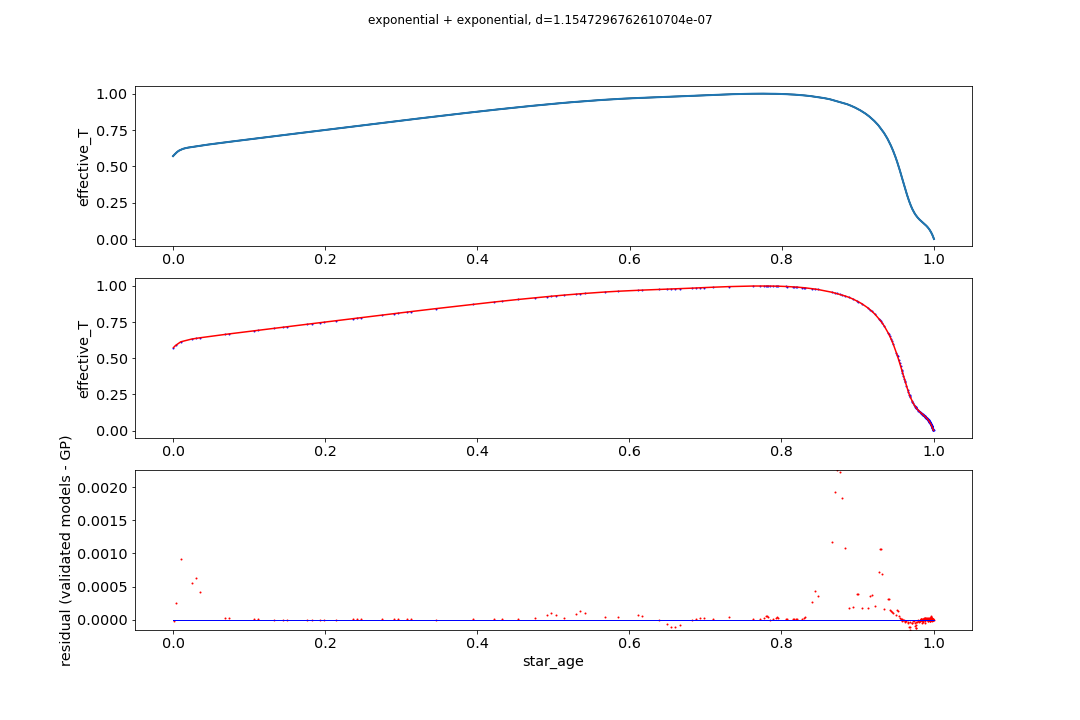 exponential + exponential, d=1.1547296762610704e-07
1.00
0.75
0.50
0.25
0.00
effective_T
0.0 0.2 0.4 0.6 0.8 1.0
1.00
0.75
0.50
0.25
0.00
effective_T
0.0 0.2 0.4 0.6 0.8 1.0
0.0020
0.0015
0.0010
0.0005
0.0000
residual (validated models - GP)
0.0 0.2 0.4 0.6 0.8 1.0
star_age